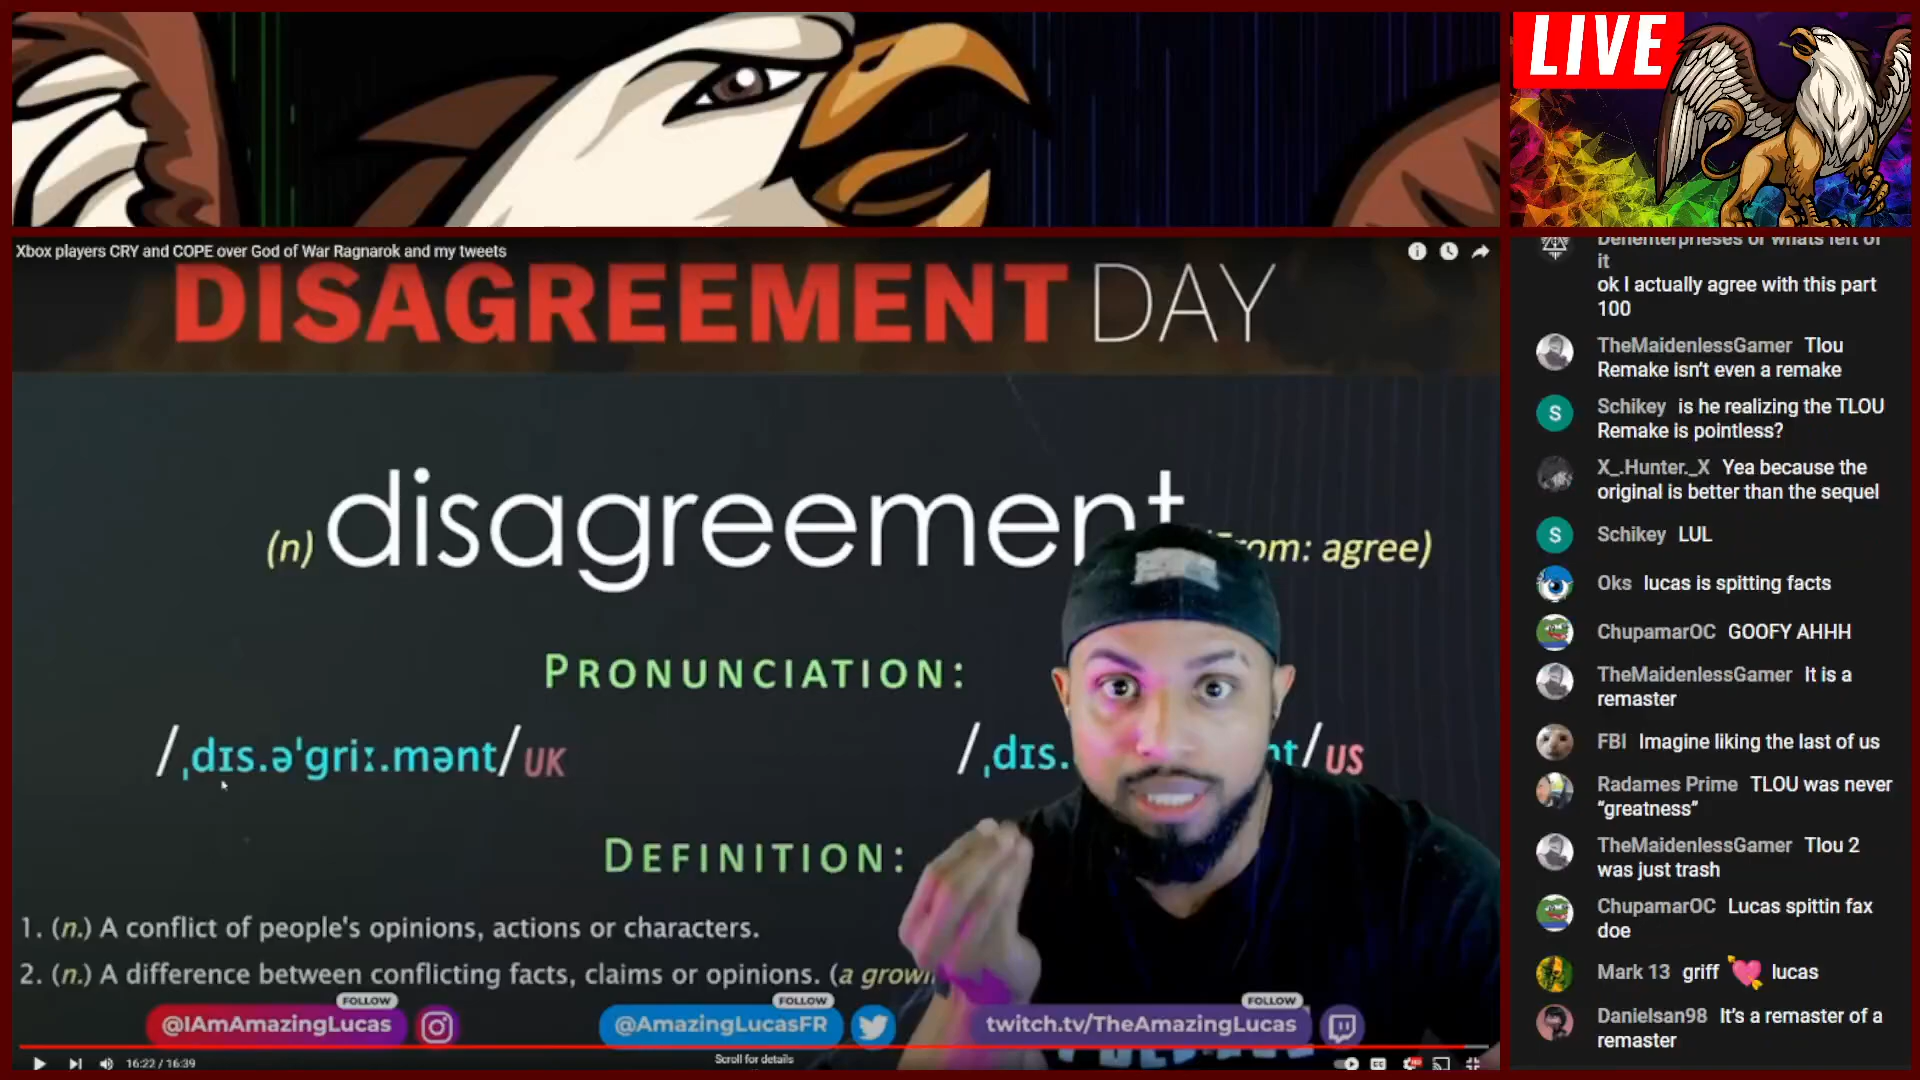 LIVE
Xbox players CRY and COPE over God of War Ragnarok and my tweets
DISAGREEMENT DAY
(n) disagreement (From: agree)
PRONUNCIATION:
/ˌdɪs.əˈɡriː.mənt/ UK
/ˌdɪs. nt/ US
DEFINITION:
1. (n.) A conflict of people's opinions, actions or characters.
2. (n.) A difference between conflicting facts, claims or opinions. (a growi
FOLLOW
@IAmAmazingLucas
FOLLOW
@AmazingLucasFR
FOLLOW
twitch.tv/TheAmazingLucas
16:22 / 16:39
Scroll for details
it
ok I actually agree with this part
100
TheMaidenlessGamer Tlou
Remake isn't even a remake
Schikey is he realizing the TLOU
Remake is pointless?
X_.Hunter._X Yea because the
original is better than the sequel
Schikey LUL
Oks lucas is spitting facts
ChupamarOC GOOFY AHHH
TheMaidenlessGamer It is a
remaster
FBI Imagine liking the last of us
Radames Prime TLOU was never
“greatness”
TheMaidenlessGamer Tlou 2
was just trash
ChupamarOC Lucas spittin fax
doe
Mark 13 griff 💘 lucas
Danielsan98 It's a remaster of a
remaster